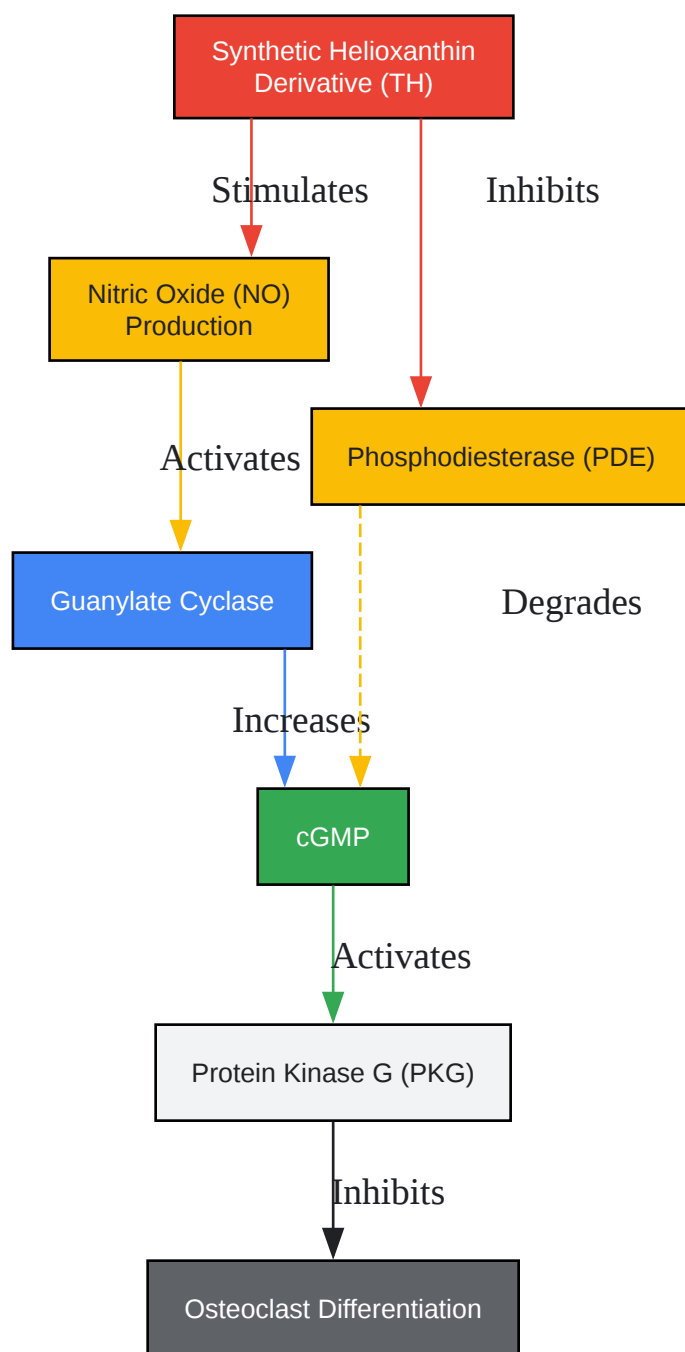 Synthetic Helioxanthin
Derivative (TH)
Stimulates
Inhibits
Nitric Oxide (NO)
Production
Activates
Phosphodiesterase (PDE)
Guanylate Cyclase
Degrades
Increases
cGMP
Activates
Protein Kinase G (PKG)
Inhibits
Osteoclast Differentiation